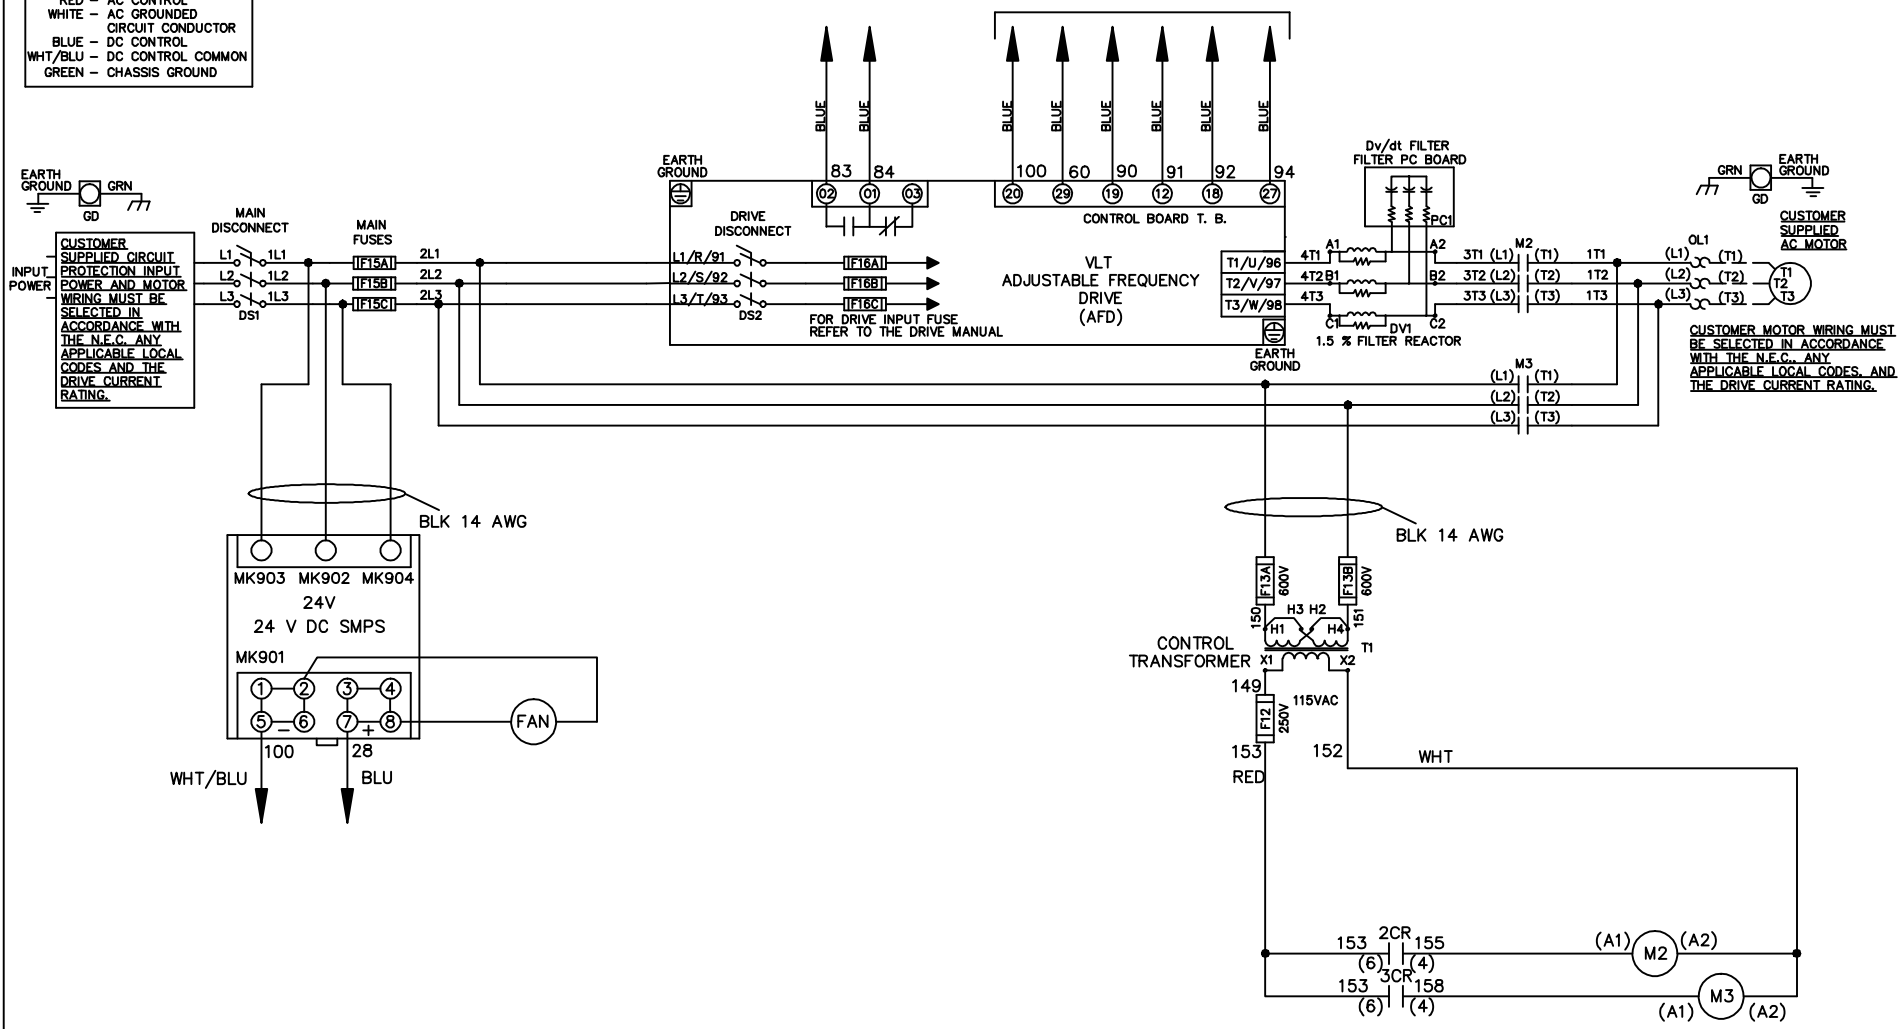 RED – AC CONTROL
WHITE – AC GROUNDED
CIRCUIT CONDUCTOR
BLUE – DC CONTROL
WHT/BLU – DC CONTROL COMMON
GREEN – CHASSIS GROUND
BLUE
BLUE
BLUE
BLUE
BLUE
BLUE
BLUE
BLUE
EARTH
GROUND
GRN
GD
MAIN
DISCONNECT
MAIN
FUSES
INPUT
POWER
CUSTOMER
SUPPLIED CIRCUIT
PROTECTION INPUT
POWER AND MOTOR
WIRING MUST BE
SELECTED IN
ACCORDANCE WITH
THE N.E.C. ANY
APPLICABLE LOCAL
CODES AND THE
DRIVE CURRENT
RATING.
L1 1L1 F15A 2L1
L2 1L2 F15B 2L2
L3 1L3 F15C 2L3
DS1
EARTH
GROUND
83 84
02 01 03
100 60 90 91 92 94
20 29 19 12 18 27
CONTROL BOARD T. B.
DRIVE
DISCONNECT
L1/R/91 F16A
L2/S/92 F16B
L3/T/93 F16C
DS2
FOR DRIVE INPUT FUSE
REFER TO THE DRIVE MANUAL
VLT
ADJUSTABLE FREQUENCY
DRIVE
(AFD)
T1/U/96
T2/V/97
T3/W/98
EARTH
GROUND
Dv/dt FILTER
FILTER PC BOARD
PC1
4T1 A1 A2
4T2 B1 B2
4T3
C1 DV1 C2
1.5 % FILTER REACTOR
M2
3T1 (L1) (T1) 1T1
3T2 (L2) (T2) 1T2
3T3 (L3) (T3) 1T3
OL1
(L1) (T1)
(L2) (T2)
(L3) (T3)
T1
T2
T3
GRN
EARTH
GROUND
GD
CUSTOMER
SUPPLIED
AC MOTOR
CUSTOMER MOTOR WIRING MUST
BE SELECTED IN ACCORDANCE
WITH THE N.E.C., ANY
APPLICABLE LOCAL CODES, AND
THE DRIVE CURRENT RATING.
M3
(L1) (T1)
(L2) (T2)
(L3) (T3)
BLK 14 AWG
MK903 MK902 MK904
24V
24 V DC SMPS
MK901
1 2 3 4
5 6 7 8
– +
FAN
100 28
WHT/BLU BLU
BLK 14 AWG
F13A 600V
F13B 600V
150 151
H3 H2
H1 H4
T1
CONTROL
TRANSFORMER
X1 X2
149
115VAC
F12 250V
153 152
RED
WHT
2CR
153 155
(6) (4)
(A1) M2 (A2)
3CR
153 158
(6) (4)
(A1) M3 (A2)